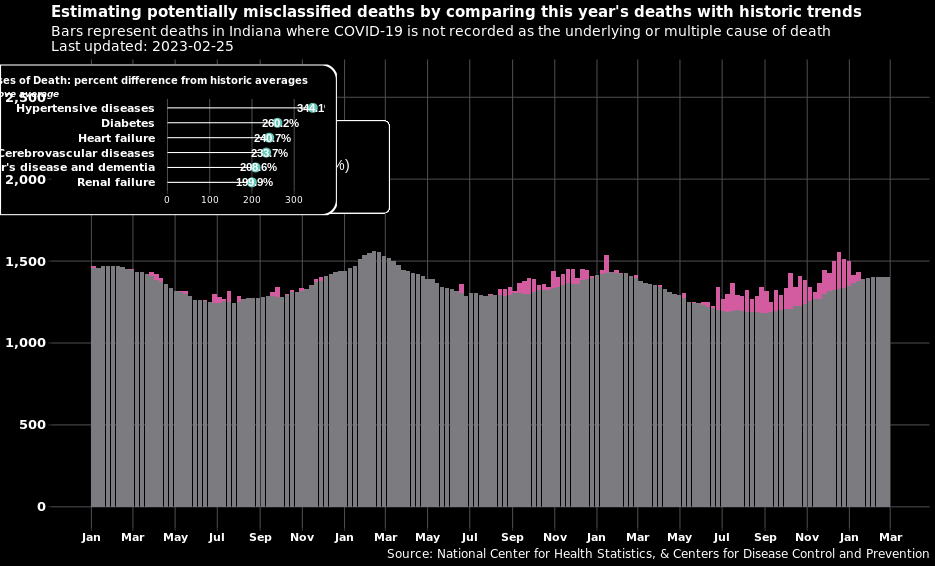 Estimating potentially misclassified deaths by comparing this year's deaths with historic trends
Bars represent deaths in Indiana where COVID-19 is not recorded as the underlying or multiple cause of death
Last updated: 2023-02-25
of Death: percent difference from historic averages
average
2,500
Hypertensive diseases 344.1
Diabetes 260.2%
Heart failure 240.7%
Cerebrovascular diseases 233.7%
disease and dementia 208.6%
Renal failure 199.9%
0 100 200 300
%)
2,000
1,500
1,000
500
0
Jan Mar May Jul Sep Nov Jan Mar May Jul Sep Nov Jan Mar May Jul Sep Nov Jan Mar
Source: National Center for Health Statistics, & Centers for Disease Control and Prevention